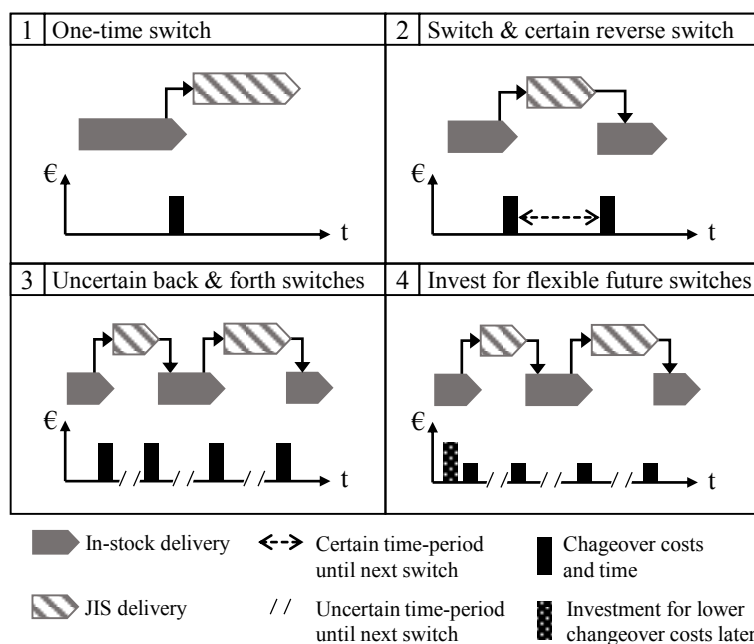 1 One-time switch
2 Switch & certain reverse switch
€
t
€
t
3 Uncertain back & forth switches
4 Invest for flexible future switches
€
// // //
t
€
// // //
t
In-stock delivery
Certain time-period
until next switch
Chageover costs
and time
JIS delivery
// Uncertain time-period
until next switch
Investment for lower
changeover costs later